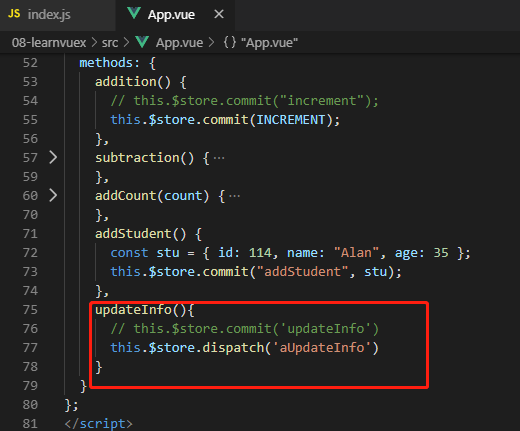 JS index.js
App.vue ×
08-learnvuex > src > App.vue > {} "App.vue"
52 methods: {
53 addition() {
54 // this.$store.commit("increment");
55 this.$store.commit(INCREMENT);
56 },
57 > subtraction() { ···
59 },
60 > addCount(count) { ···
70 },
71 addStudent() {
72 const stu = { id: 114, name: "Alan", age: 35 };
73 this.$store.commit("addStudent", stu);
74 },
75 updateInfo(){
76 // this.$store.commit('updateInfo')
77 this.$store.dispatch('aUpdateInfo')
78 }
79 }
80 };
81 </script>